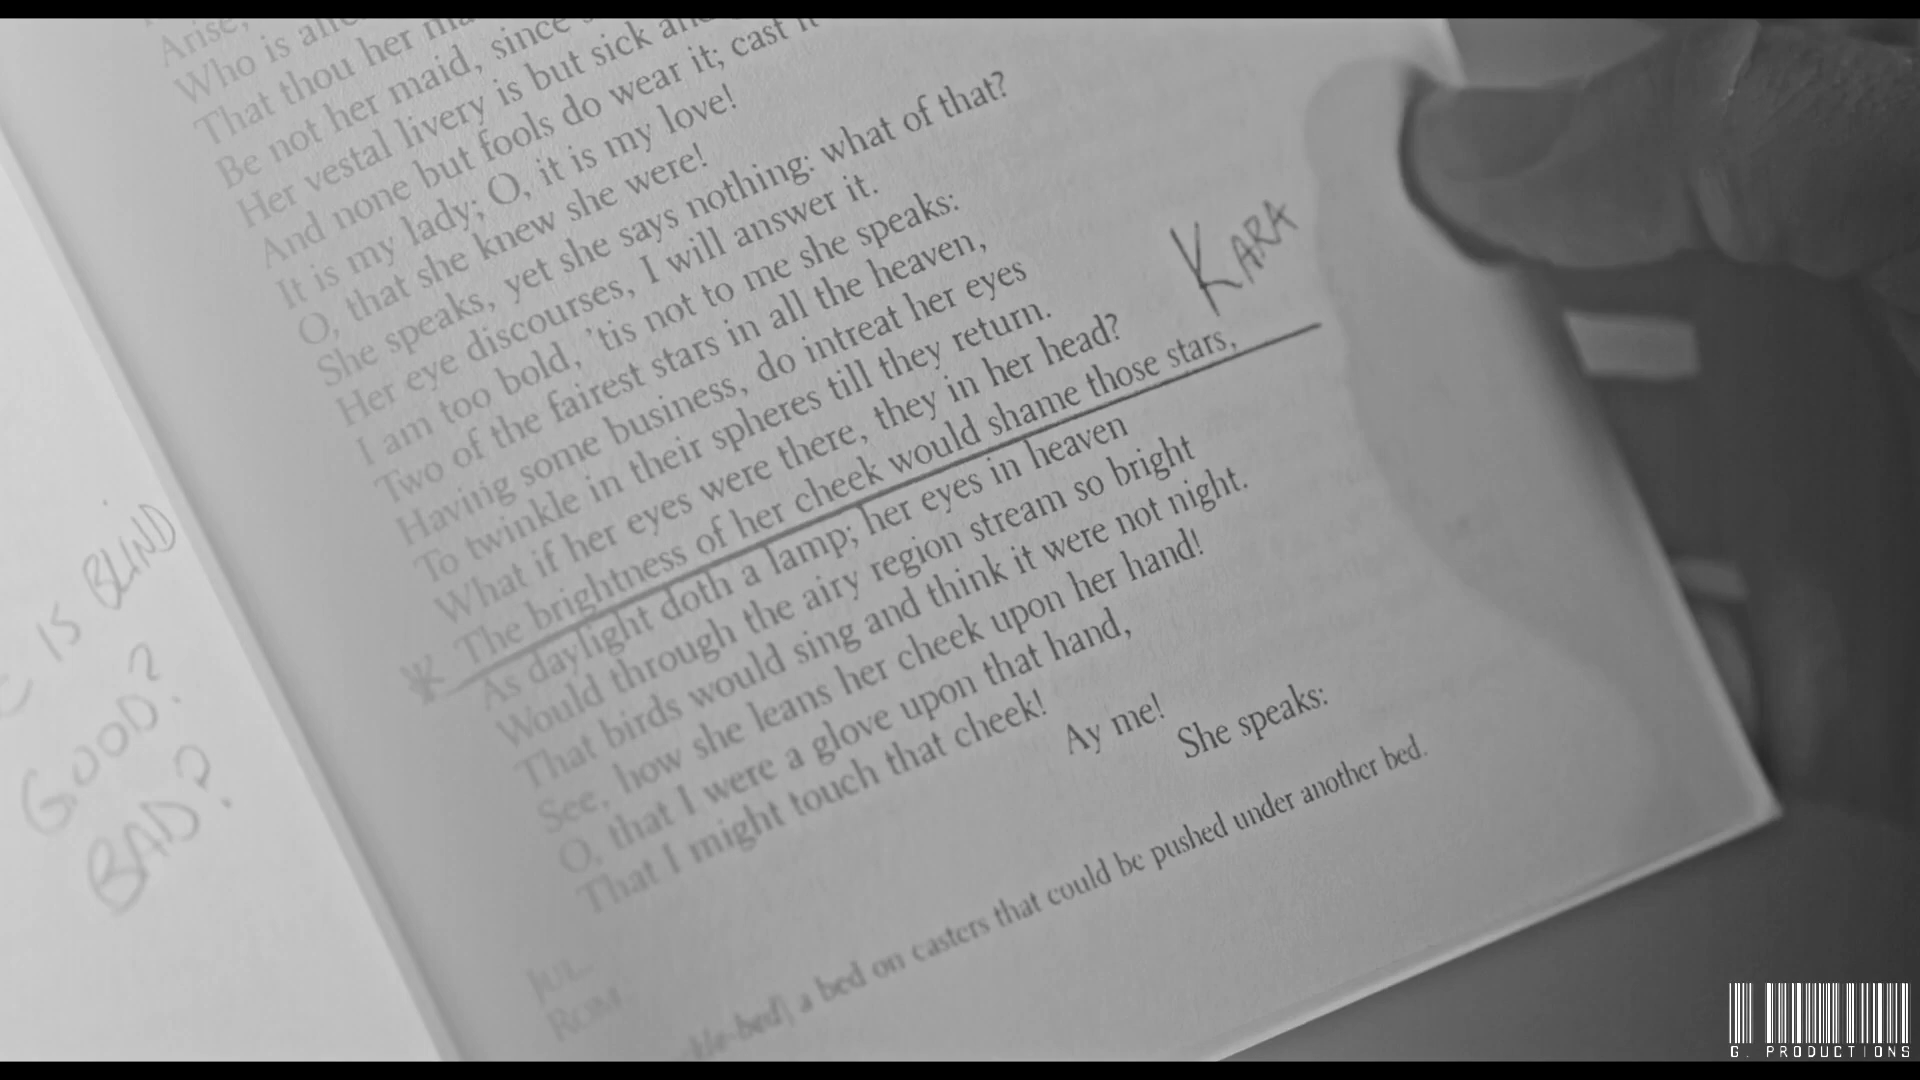 IS BLIND
GOOD?
BAD?
Arise,
Who is
That thou her
Be not her maid, since
Her vestal livery is but sick and
And none but fools do wear it; cast it
It is my lady; O, it is my love!
O, that she knew she were!
She speaks, yet she says nothing: what of that?
Her eye discourses, I will answer it.
I am too bold, 'tis not to me she speaks:
Two of the fairest stars in all the heaven,
Having some business, do intreat her eyes
To twinkle in their spheres till they return.
What if her eyes were there, they in her head?
KARA
The brightness of her cheek would shame those stars,
As daylight doth a lamp; her eyes in heaven
Would through the airy region stream so bright
That birds would sing and think it were not night.
See, how she leans her cheek upon her hand!
O, that I were a glove upon that hand,
That I might touch that cheek!
JUL. Ay me!
ROM. She speaks:
a bed on casters that could be pushed under another bed.
G. PRODUCTIONS